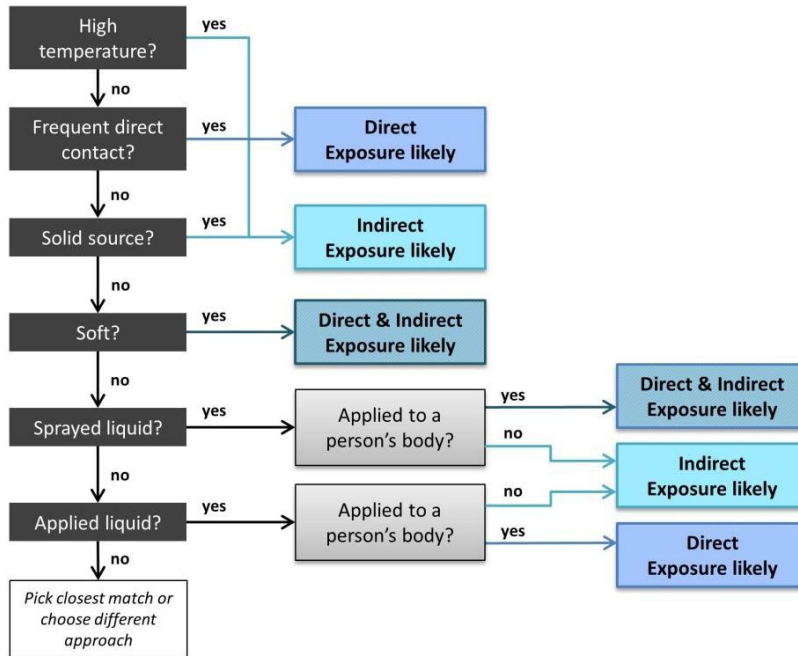 High
temperature?
yes
no
Frequent direct
contact?
yes
Direct
Exposure likely
no
Solid source?
yes
Indirect
Exposure likely
no
Soft?
yes
Direct & Indirect
Exposure likely
no
Sprayed liquid?
yes
Applied to a
person's body?
yes
Direct & Indirect
Exposure likely
no
Indirect
Exposure likely
no
Applied liquid?
yes
Applied to a
person's body?
no
yes
Direct
Exposure likely
no
Pick closest match or
choose different
approach